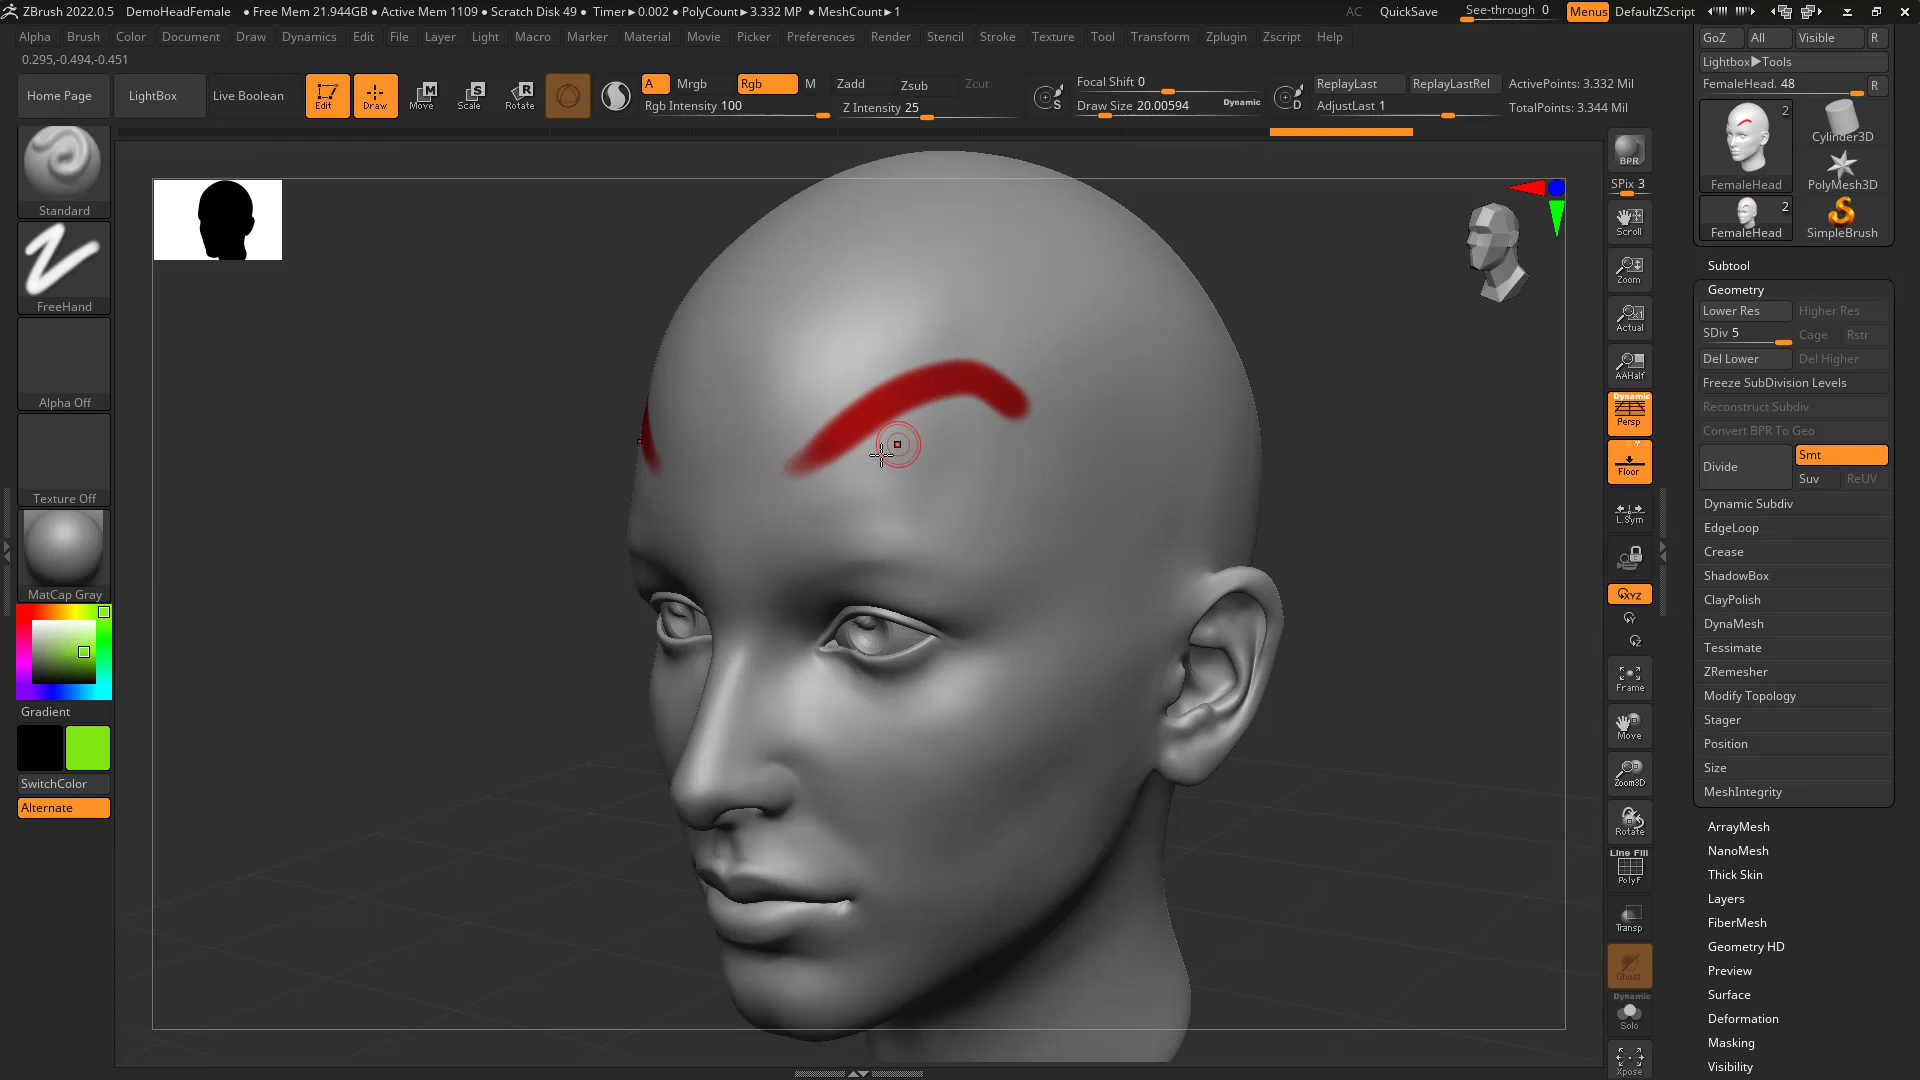 ZBrush 2022.0.5 DemoHeadFemale • Free Mem 21.944GB • Active Mem 1109 • Scratch Disk 49 • Timer▸0.002 • PolyCount▸3.332 MP • MeshCount▸1 AC QuickSave See-through 0 Menus DefaultZScript
Alpha Brush Color Document Draw Dynamics Edit File Layer Light Macro Marker Material Movie Picker Preferences Render Stencil Stroke Texture Tool Transform Zplugin Zscript Help
0.295,-0.494,-0.451
Home Page LightBox Live Boolean Edit Draw Move Scale Rotate
M S R
A Mrgb Rgb M Zadd Zsub Zcut
Rgb Intensity 100 Z Intensity 25
S Focal Shift 0
Draw Size 20.00594 Dynamic
D ReplayLast ReplayLastRel
AdjustLast 1
ActivePoints: 3.332 Mil
TotalPoints: 3.344 Mil
Standard
FreeHand
Alpha Off
Texture Off
MatCap Gray
Gradient
SwitchColor
Alternate
BPR
SPix 3
Scroll
Zoom
Actual
AAHalf
Dynamic
Persp
Floor
L.Sym
XYZ
Frame
Move
Zoom3D
Rotate
Line Fill
PolyF
Transp
Ghost
Dynamic
Solo
Xpose
GoZ All Visible R
Lightbox▸Tools
FemaleHead. 48 R
2
FemaleHead
Cylinder3D
PolyMesh3D
2
FemaleHead
SimpleBrush
Subtool
Geometry
Lower Res Higher Res
SDiv 5 Cage Rstr
Del Lower Del Higher
Freeze SubDivision Levels
Reconstruct Subdiv
Convert BPR To Geo
Divide Smt
Suv ReUV
Dynamic Subdiv
EdgeLoop
Crease
ShadowBox
ClayPolish
DynaMesh
Tessimate
ZRemesher
Modify Topology
Stager
Position
Size
MeshIntegrity
ArrayMesh
NanoMesh
Thick Skin
Layers
FiberMesh
Geometry HD
Preview
Surface
Deformation
Masking
Visibility